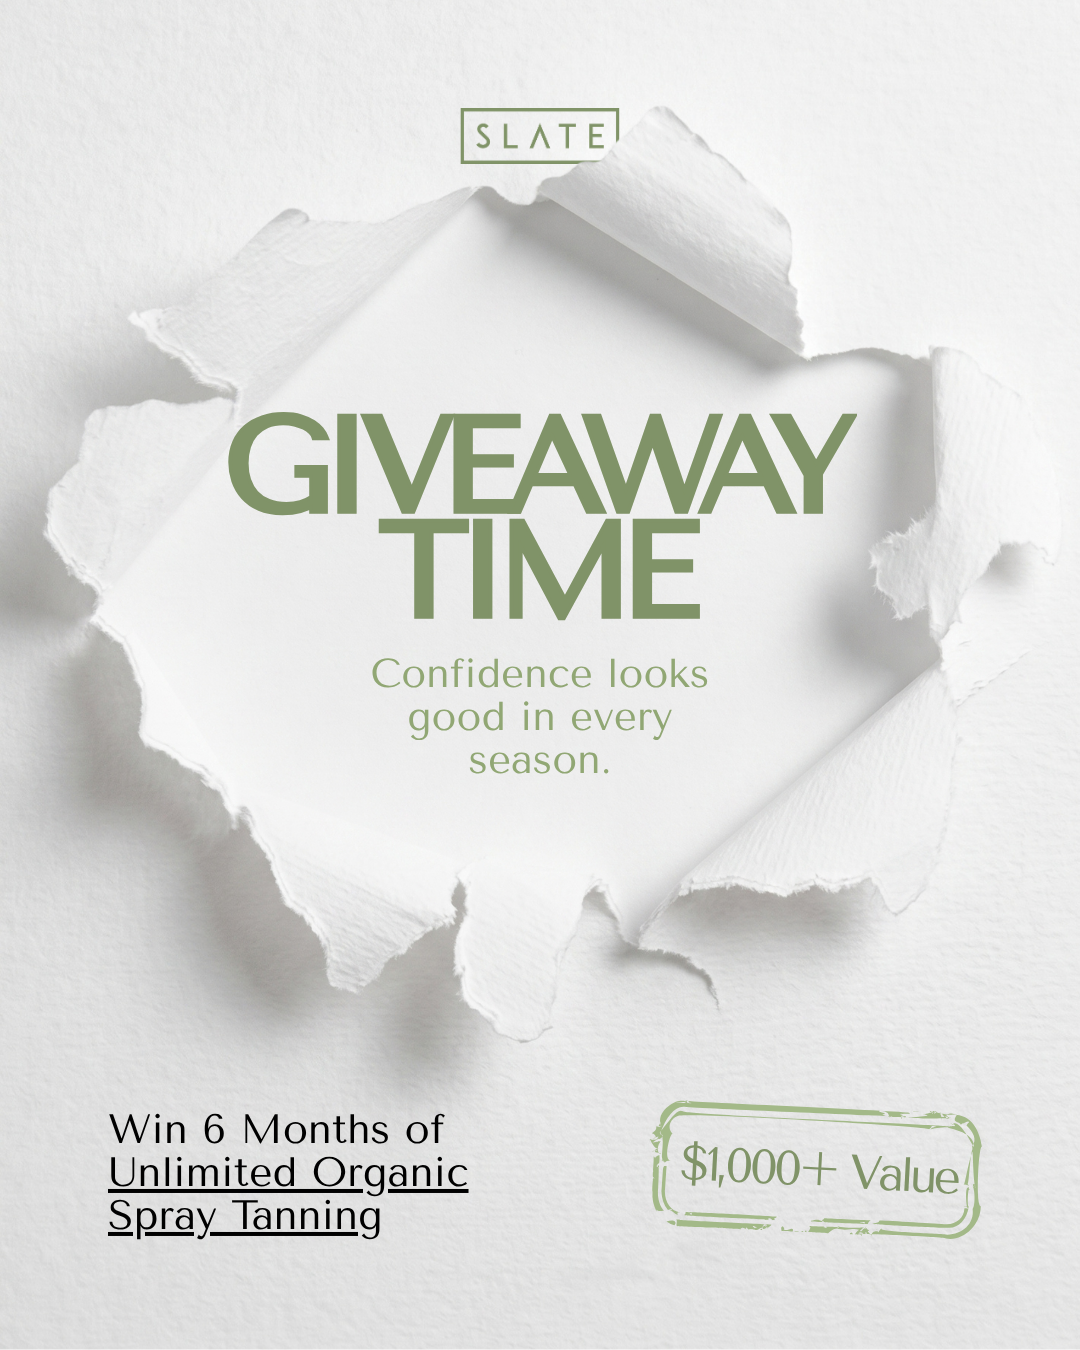 SLATE
GIVEAWAY
TIME
Confidence looks
good in every
season.
Win 6 Months of
Unlimited Organic
Spray Tanning
$1,000+ Value